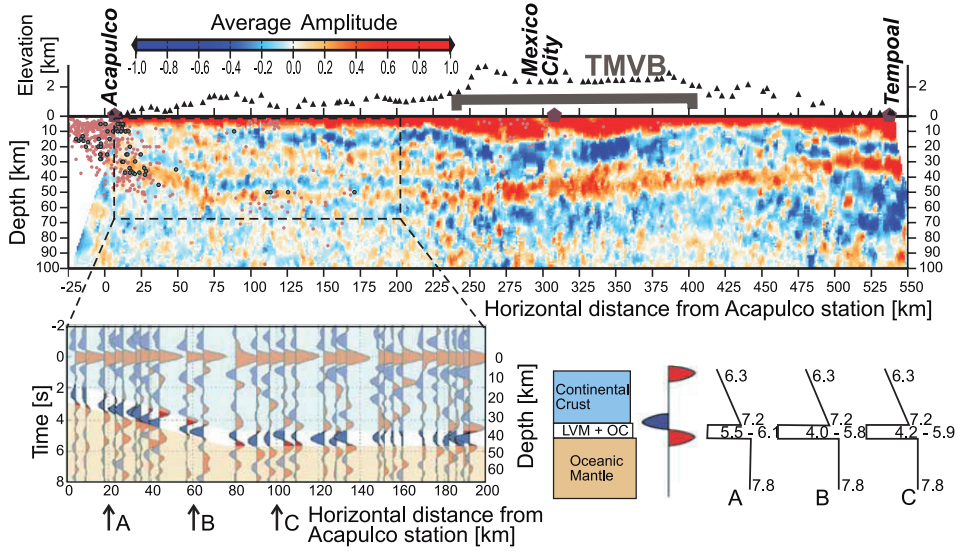 Average Amplitude
-1.0 -0.8 -0.6 -0.4 -0.2 0.0 0.2 0.4 0.6 0.8 1.0
Elevation
[km]
2
0
Acapulco
Mexico
City
TMVB
Tempoal
2
0
Depth [km]
0
10
20
30
40
50
60
70
80
90
100
0
10
20
30
40
50
60
70
80
90
100
-25 0 25 50 75 100 125 150 175 200 225 250 275 300 325 350 375 400 425 450 475 500 525 550
Horizontal distance from Acapulco station [km]
Time [s]
-2
0
2
4
6
8
0
10
20
30
40
50
60
Depth [km]
0 20 40 60 80 100 120 140 160 180 200
A B C
Horizontal distance from
Acapulco station [km]
Continental
Crust
LVM + OC
Oceanic
Mantle
6.3 6.3 6.3
7.2 7.2 7.2
5.5 - 6.1 4.0 - 5.8 4.2 - 5.9
7.8 7.8 7.8
A B C